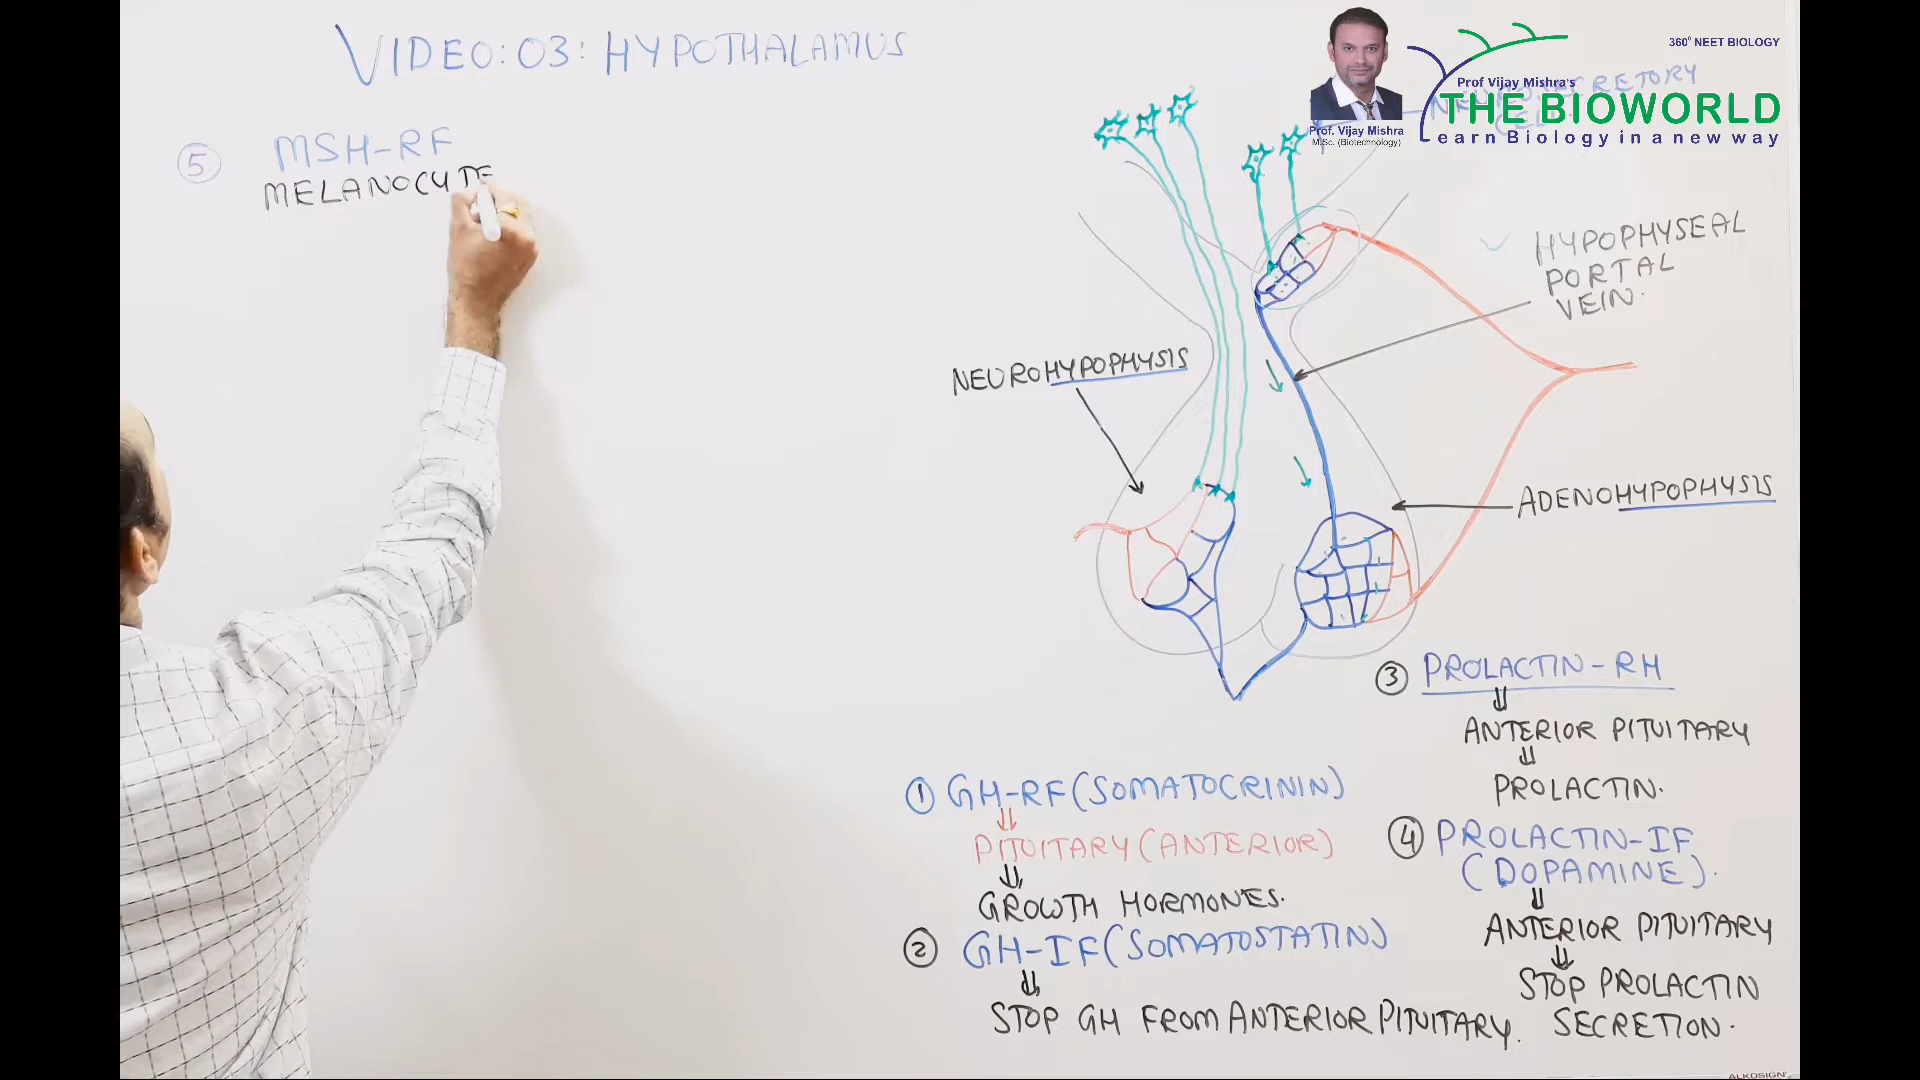 VIDEO:03: HYPOTHALAMUS
5 MSH-RF
MELANOCYTE
360° NEET BIOLOGY
Prof Vijay Mishra's
THE BIOWORLD
Learn Biology in a new way
Prof. Vijay Mishra
M.Sc. (Biotechnology)
HYPOPHYSEAL
PORTAL
VEIN.
NEUROHYPOPHYSIS
ADENOHYPOPHYSIS
3 PROLACTIN-RH
ANTERIOR PITUITARY
PROLACTIN.
1 GH-RF (SOMATOCRININ)
PITUITARY (ANTERIOR)
GROWTH HORMONES.
2 GH-IF (SOMATOSTATIN)
STOP GH FROM ANTERIOR PITUITARY.
4 PROLACTIN-IF
(DOPAMINE).
ANTERIOR PITUITARY
STOP PROLACTIN
SECRETION.
ALKOSIGN